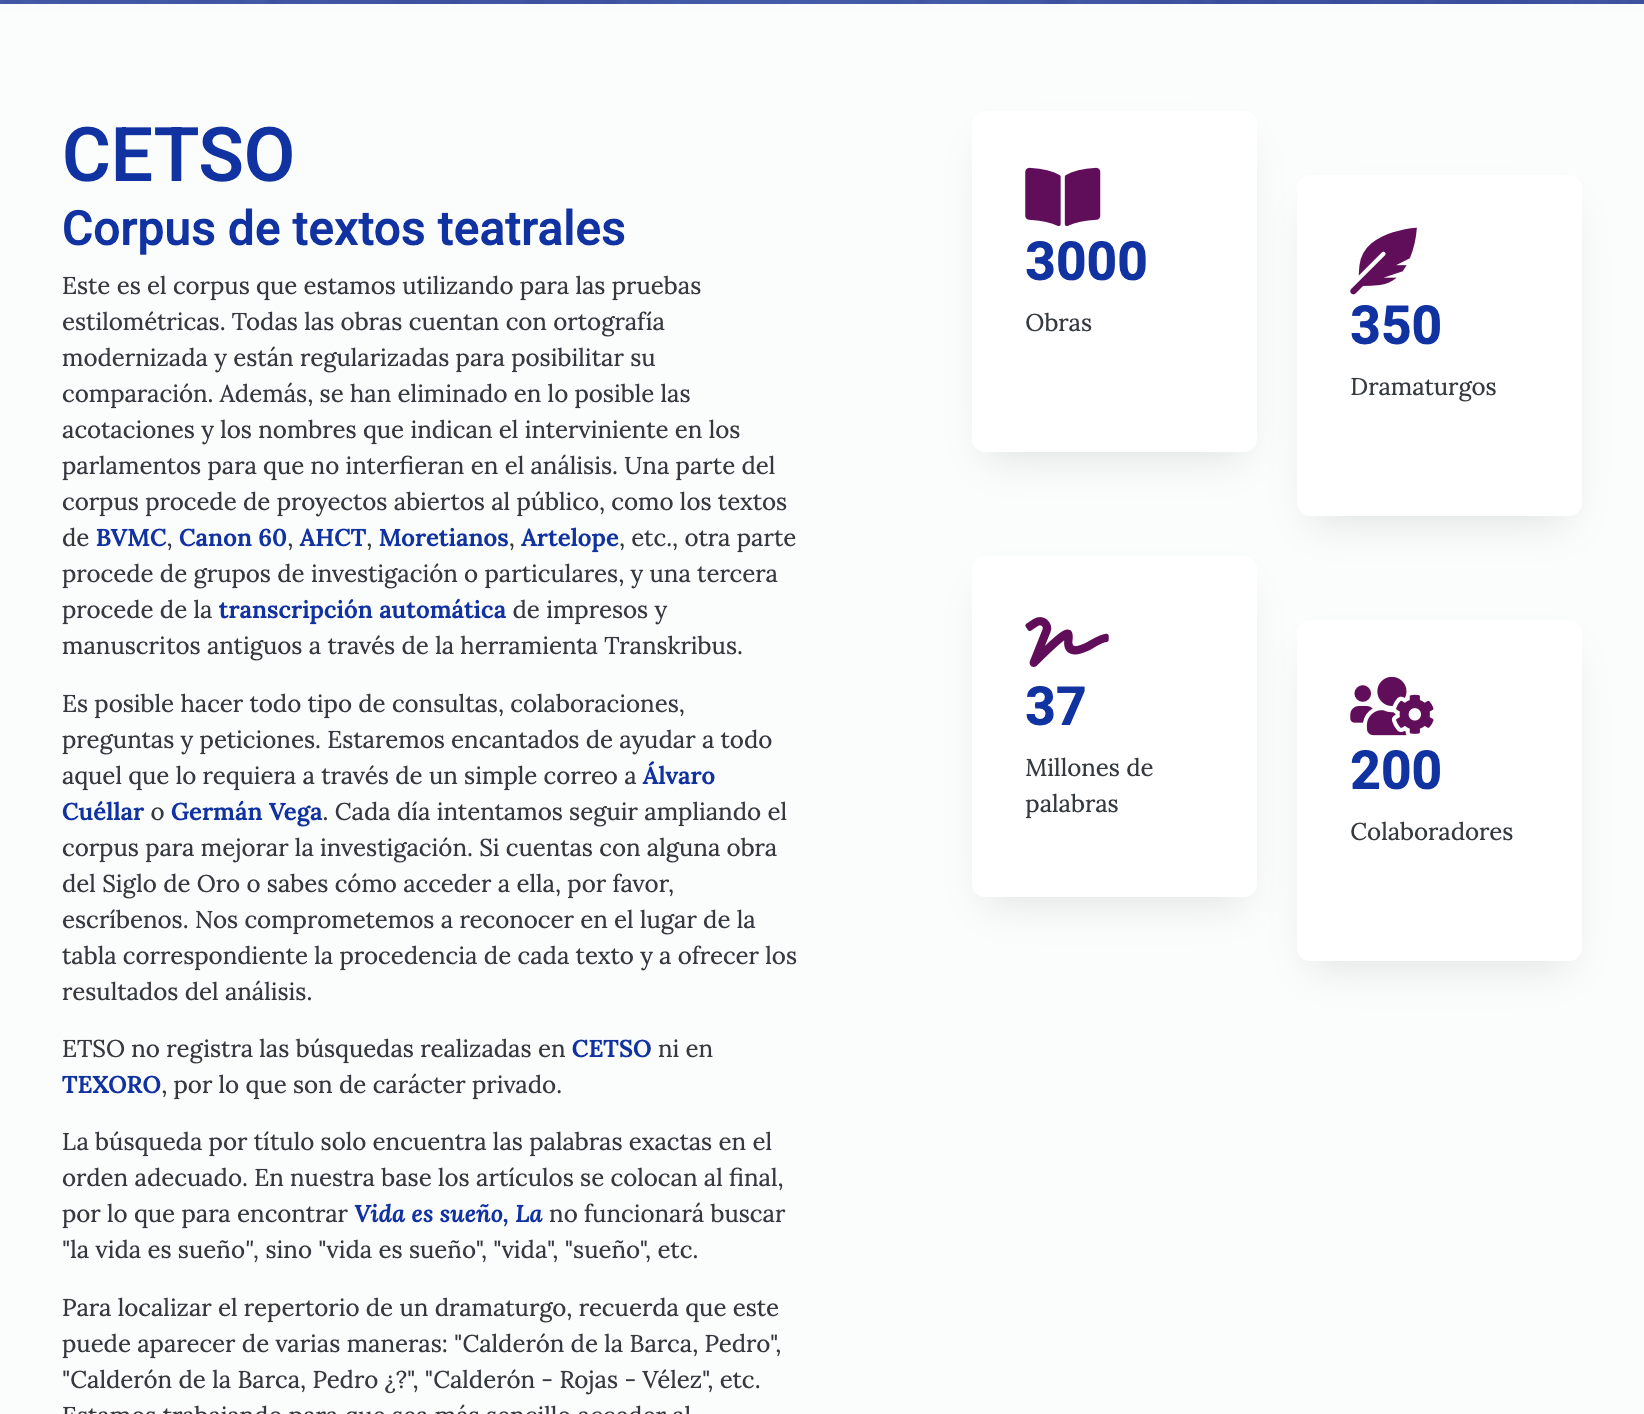 CETSO
Corpus de textos teatrales
Este es el corpus que estamos utilizando para las pruebas
estilométricas. Todas las obras cuentan con ortografía
modernizada y están regularizadas para posibilitar su
comparación. Además, se han eliminado en lo posible las
acotaciones y los nombres que indican el interviniente en los
parlamentos para que no interfieran en el análisis. Una parte del
corpus procede de proyectos abiertos al público, como los textos
de BVMC, Canon 60, AHCT, Moretianos, Artelope, etc., otra parte
procede de grupos de investigación o particulares, y una tercera
procede de la transcripción automática de impresos y
manuscritos antiguos a través de la herramienta Transkribus.
Es posible hacer todo tipo de consultas, colaboraciones,
preguntas y peticiones. Estaremos encantados de ayudar a todo
aquel que lo requiera a través de un simple correo a Álvaro
Cuéllar o Germán Vega. Cada día intentamos seguir ampliando el
corpus para mejorar la investigación. Si cuentas con alguna obra
del Siglo de Oro o sabes cómo acceder a ella, por favor,
escríbenos. Nos comprometemos a reconocer en el lugar de la
tabla correspondiente la procedencia de cada texto y a ofrecer los
resultados del análisis.
ETSO no registra las búsquedas realizadas en CETSO ni en
TEXORO, por lo que son de carácter privado.
La búsqueda por título solo encuentra las palabras exactas en el
orden adecuado. En nuestra base los artículos se colocan al final,
por lo que para encontrar Vida es sueño, La no funcionará buscar
"la vida es sueño", sino "vida es sueño", "vida", "sueño", etc.
Para localizar el repertorio de un dramaturgo, recuerda que este
puede aparecer de varias maneras: "Calderón de la Barca, Pedro",
"Calderón de la Barca, Pedro ¿?", "Calderón - Rojas - Vélez", etc.
Estamos trabajando para que sea más sencillo acceder al
3000
Obras
350
Dramaturgos
37
Millones de
palabras
200
Colaboradores